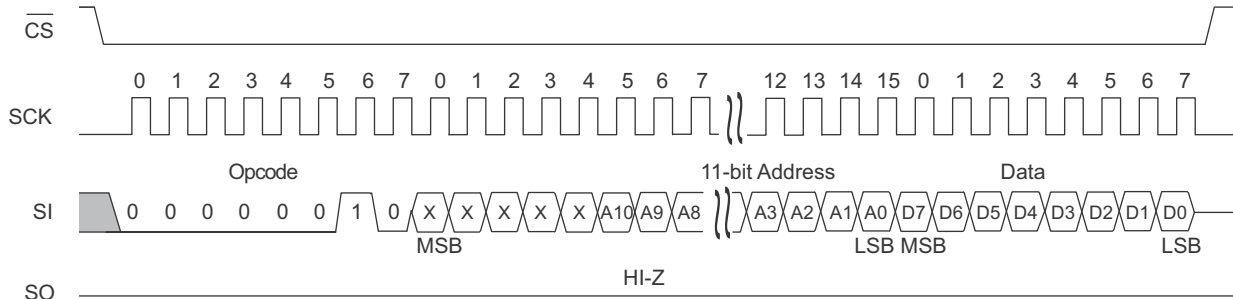 CS
0 1 2 3 4 5 6 7 0 1 2 3 4 5 6 7 12 13 14 15 0 1 2 3 4 5 6 7
SCK
Opcode 11-bit Address Data
SI 0 0 0 0 0 0 1 0 X X X X X A10 A9 A8 A3 A2 A1 A0 D7 D6 D5 D4 D3 D2 D1 D0
MSB LSB MSB LSB
HI-Z
SO